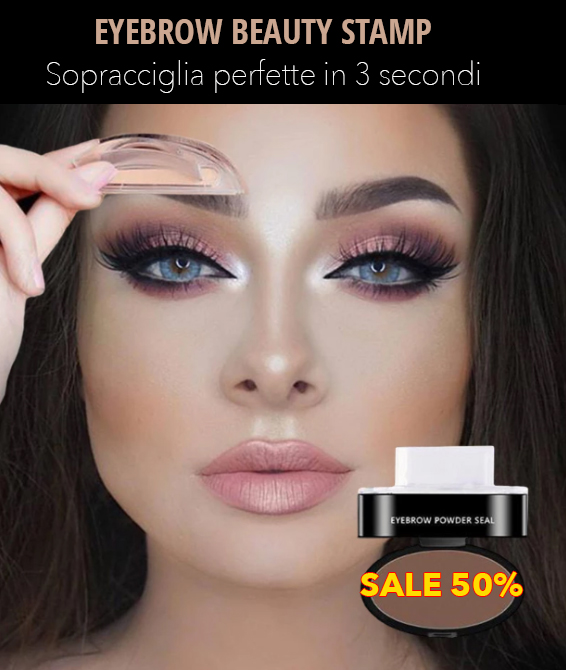 EYEBROW BEAUTY STAMP
Sopracciglia perfette in 3 secondi
EYEBROW POWDER SEAL
SALE 50%